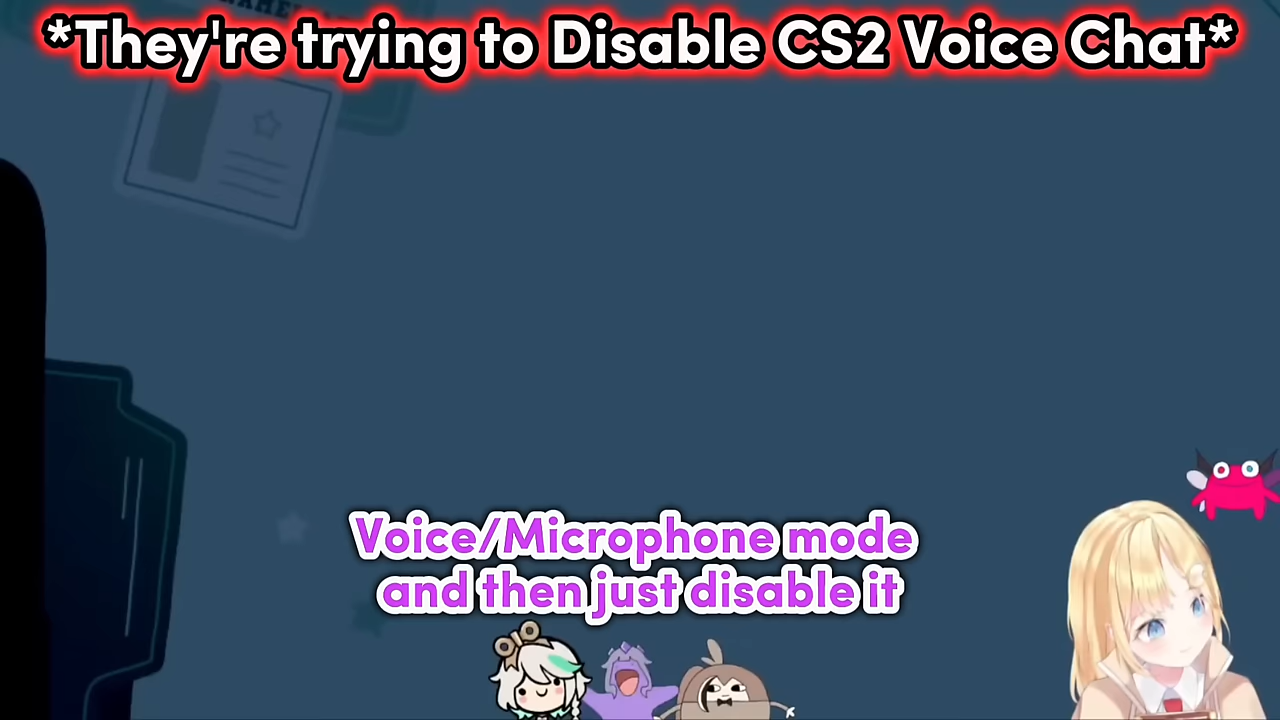 *They're trying to Disable CS2 Voice Chat*
Voice/Microphone mode
and then just disable it